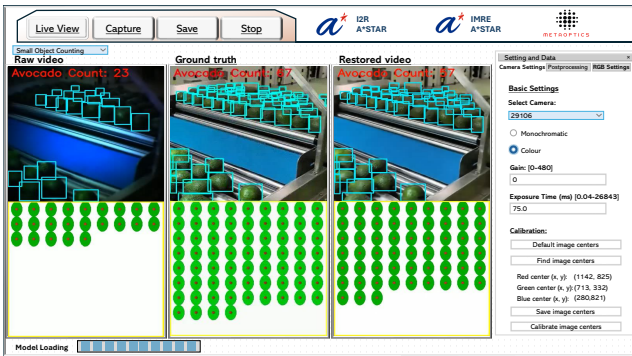 Live View
Capture
Save
Stop
I2R
A*STAR
IMRE
A*STAR
METAOPTICS
Small Object Counting
Raw video
Ground truth
Restored video
Avocado Count: 23
Avocado Count: 67
Avocado Count: 57
Setting and Data
×
Camera Settings Postprocessing RGB Settings
Basic Settings
Select Camera:
29106
Monochromatic
Colour
Gain: [0-480]
0
Exposure Time (ms) [0.04-26843]
75.0
Calibration:
Default image centers
Find image centers
Red center (x, y): (1142, 825)
Green center (x, y): (713, 332)
Blue center (x, y): (280,821)
Save image centers
Calibrate image centers
Model Loading